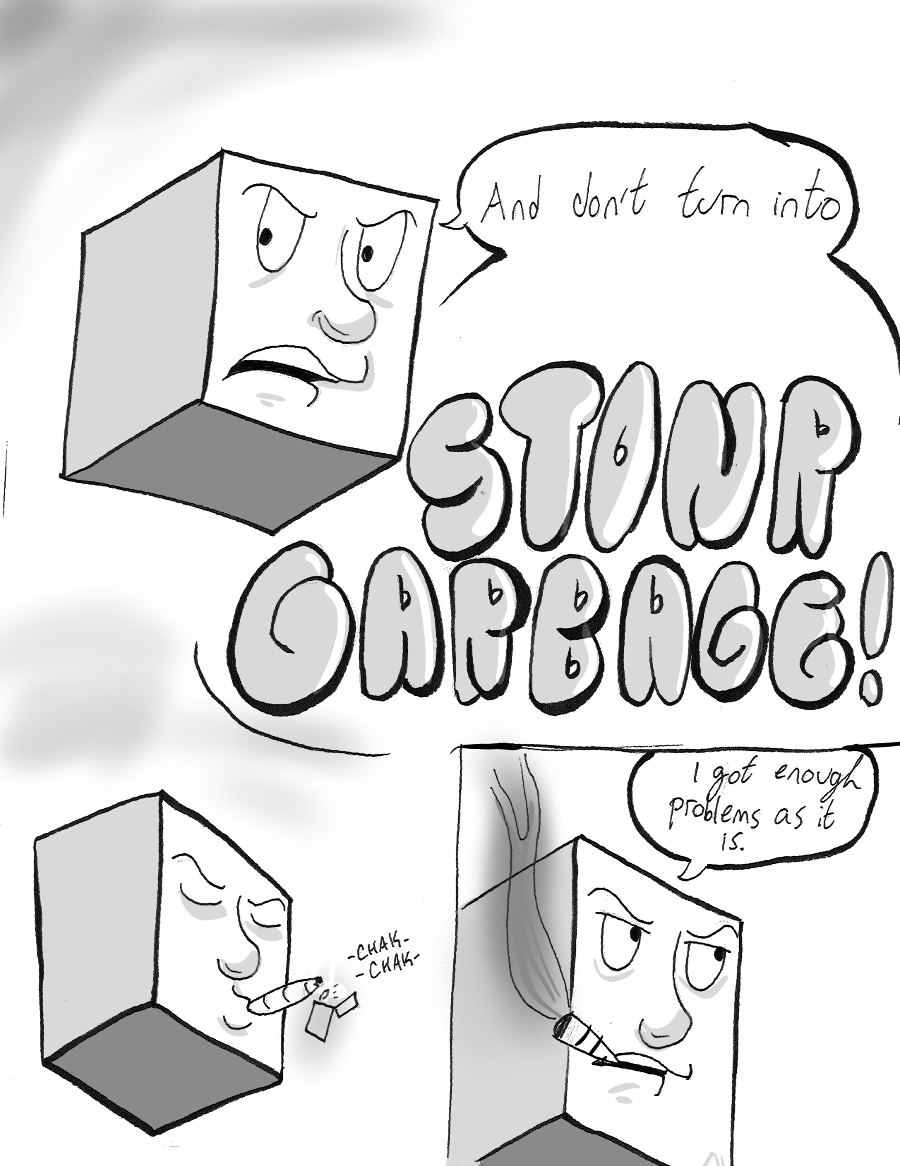 And don't turn into
STONR
GARBAGE!
-CHAK-
-CHAK-
I got enough
problems as it
is.